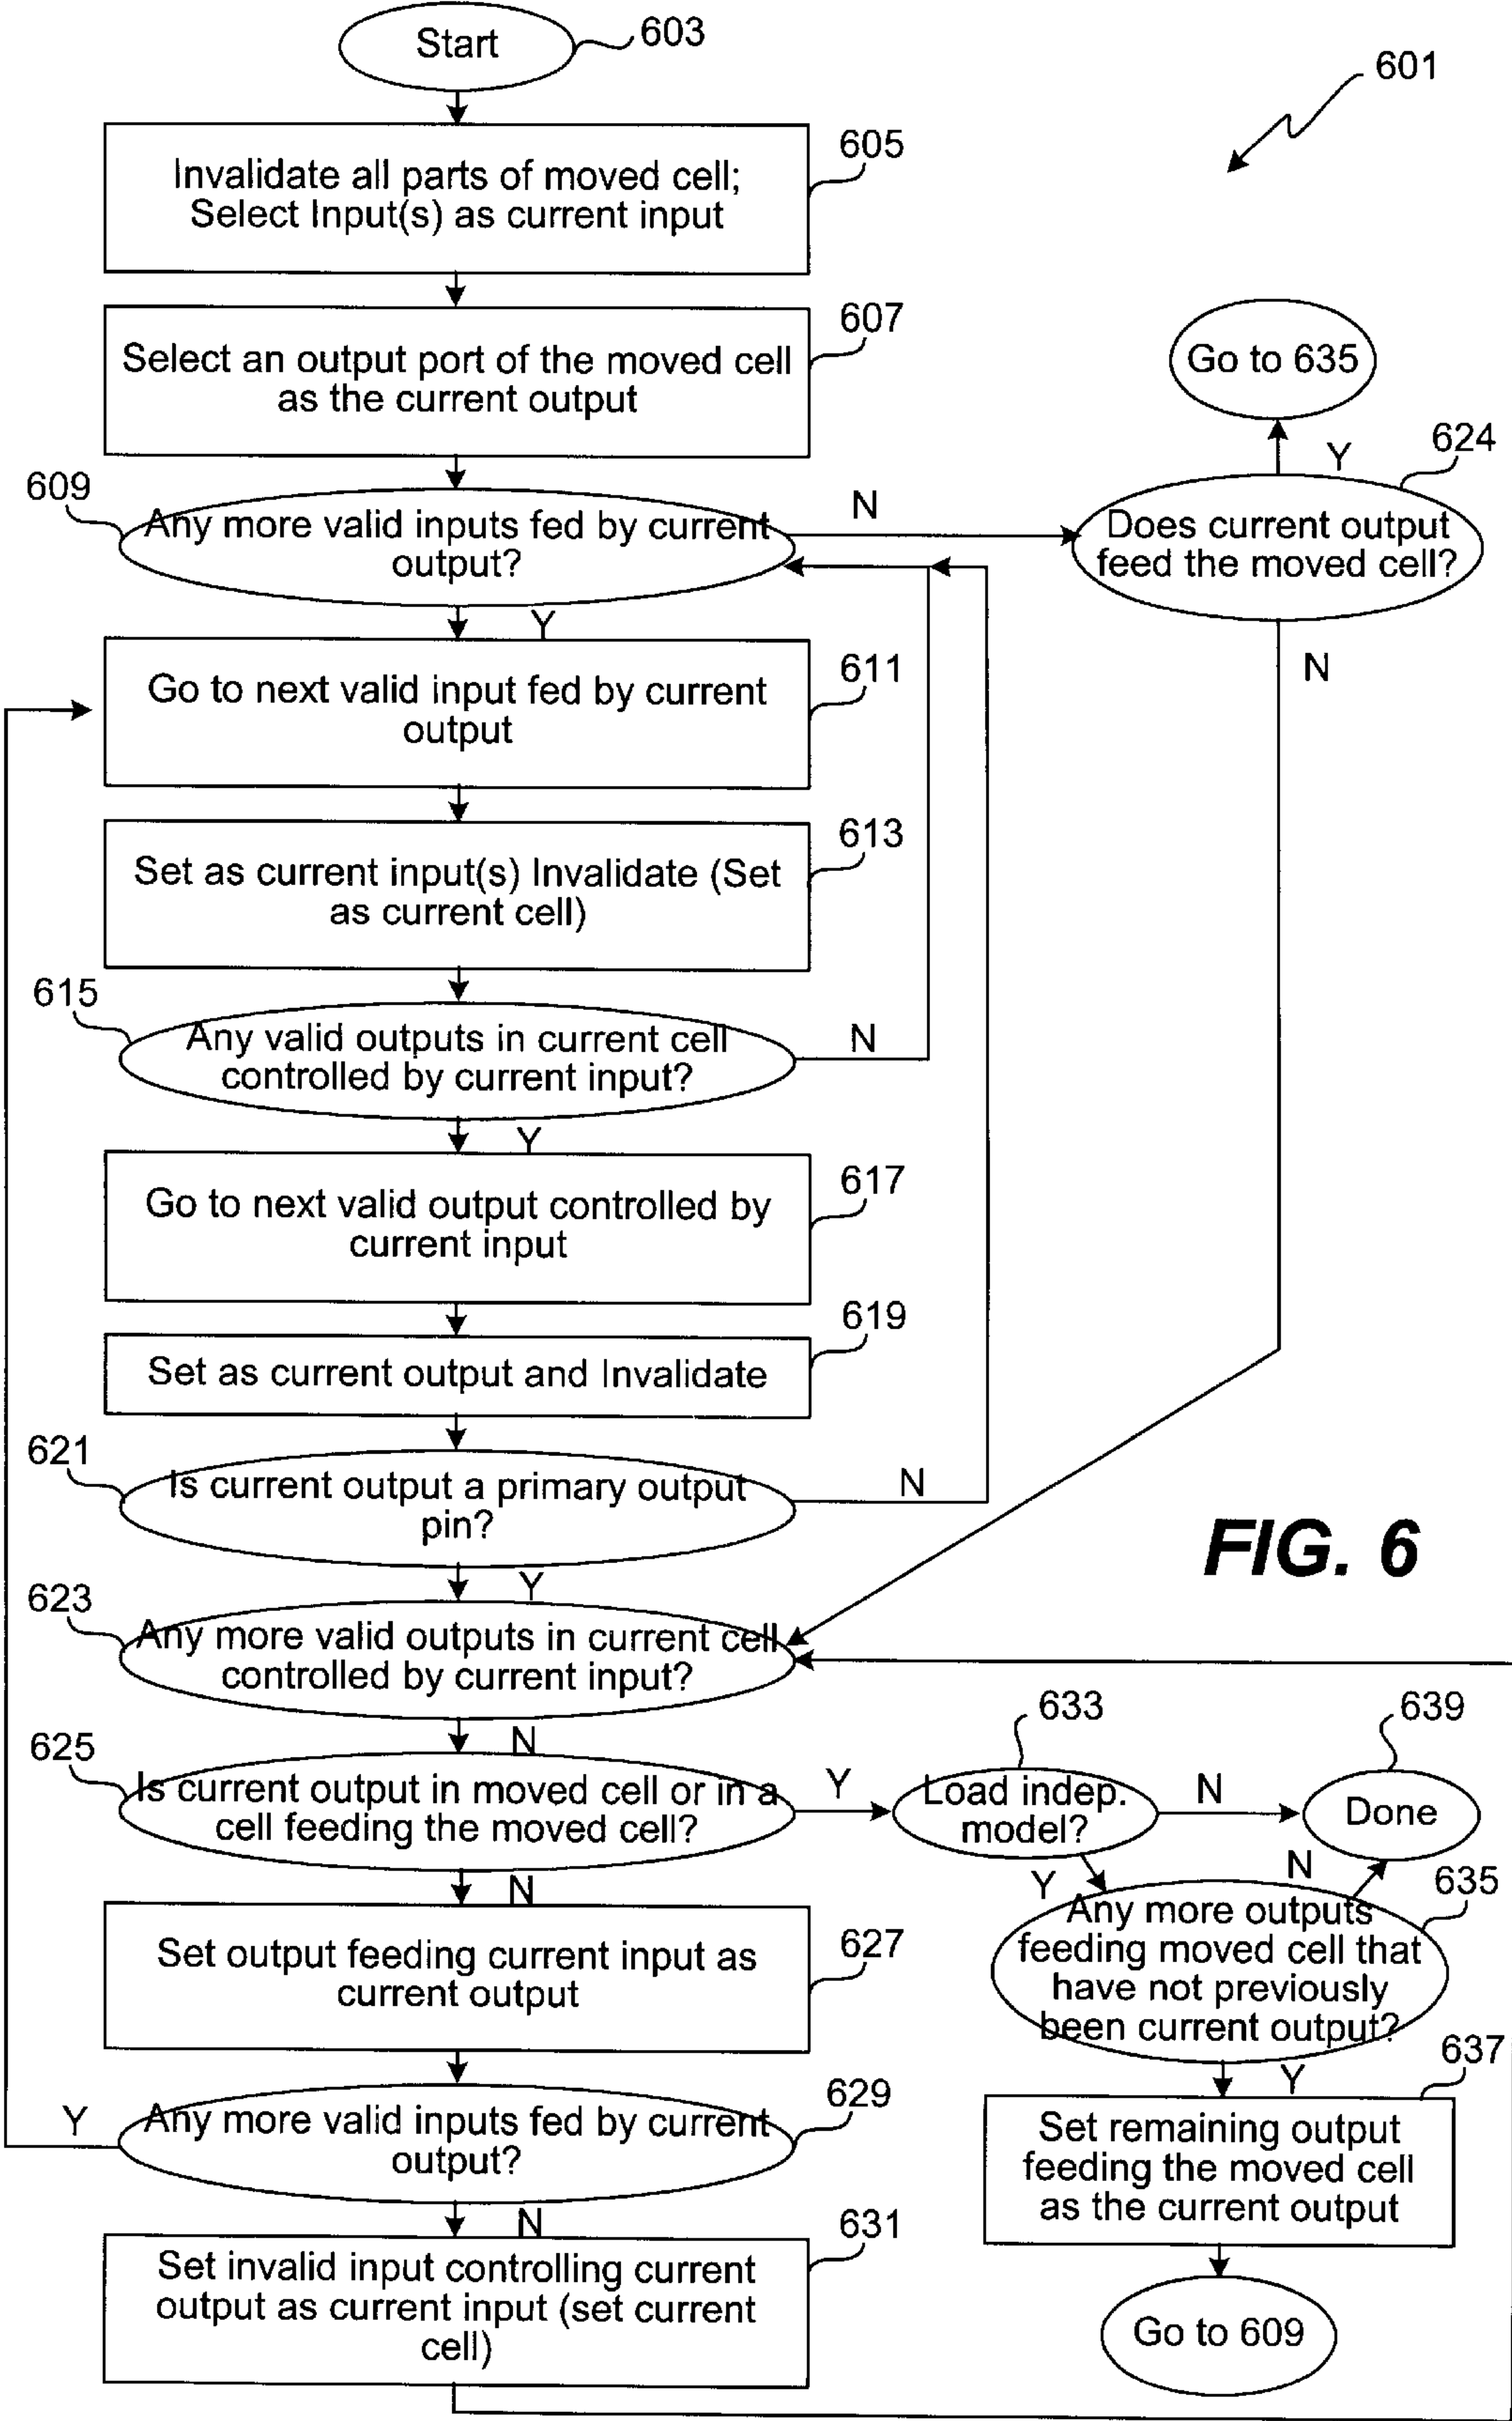 Start
603
601
605
Invalidate all parts of moved cell;
Select Input(s) as current input
607
Select an output port of the moved cell
as the current output
Go to 635
Y
624
609
Any more valid inputs fed by current
output?
N
Does current output
feed the moved cell?
Y
N
611
Go to next valid input fed by current
output
613
Set as current input(s) Invalidate (Set
as current cell)
615
Any valid outputs in current cell
controlled by current input?
N
Y
617
Go to next valid output controlled by
current input
619
Set as current output and Invalidate
621
Is current output a primary output
pin?
N
FIG. 6
Y
623
Any more valid outputs in current cell
controlled by current input?
N
625
Is current output in moved cell or in a
cell feeding the moved cell?
Y
633
Load indep.
model?
N
639
Done
N
Y
N
635
Any more outputs
feeding moved cell that
have not previously
been current output?
627
Set output feeding current input as
current output
Y
637
Set remaining output
feeding the moved cell
as the current output
629
Y
Any more valid inputs fed by current
output?
N
631
Set invalid input controlling current
output as current input (set current
cell)
Go to 609